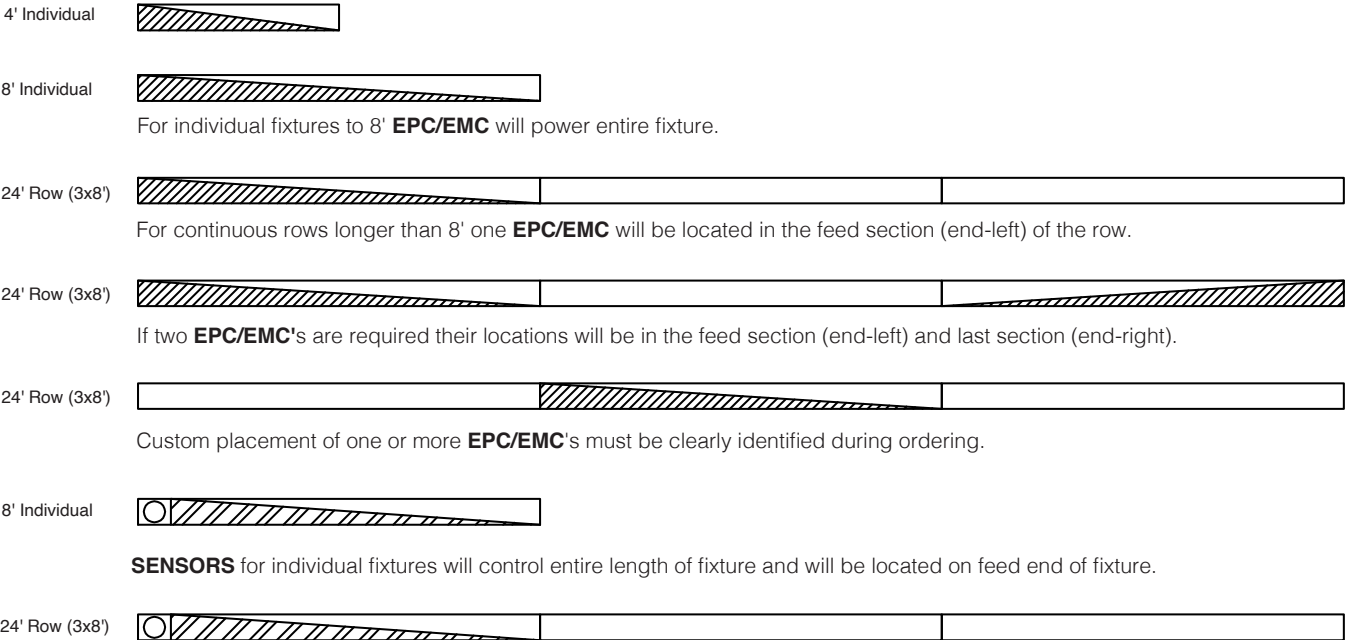 4' Individual
8' Individual
For individual fixtures to 8' EPC/EMC will power entire fixture.
24' Row (3x8')
For continuous rows longer than 8' one EPC/EMC will be located in the feed section (end-left) of the row.
24' Row (3x8')
If two EPC/EMC's are required their locations will be in the feed section (end-left) and last section (end-right).
24' Row (3x8')
Custom placement of one or more EPC/EMC's must be clearly identified during ordering.
8' Individual
SENSORS for individual fixtures will control entire length of fixture and will be located on feed end of fixture.
24' Row (3x8')